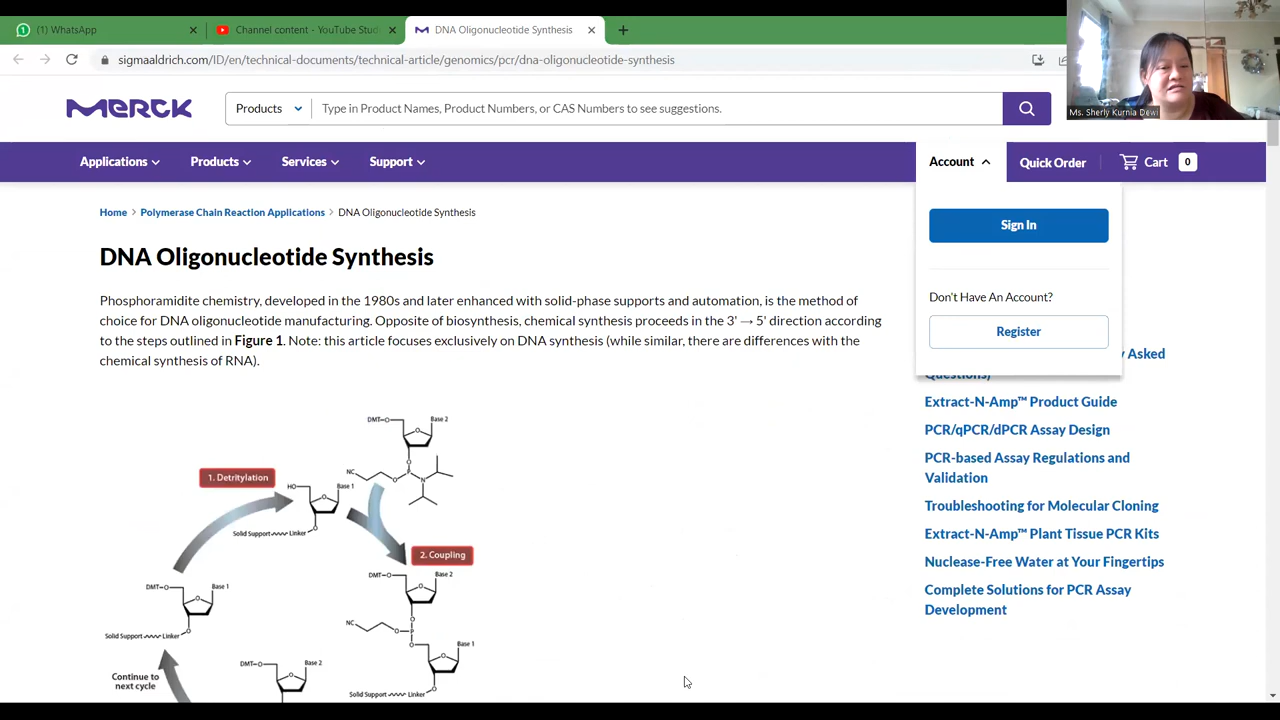 (1) WhatsApp
Channel content - YouTube Stud
DNA Oligonucleotide Synthesis
sigmaaldrich.com/ID/en/technical-documents/technical-article/genomics/pcr/dna-oligonucleotide-synthesis
Ms. Sherly Kurnia Dewi
MERCK
Products
Type in Product Names, Product Numbers, or CAS Numbers to see suggestions.
Applications
Products
Services
Support
Account
Quick Order
Cart
0
Sign In
Don't Have An Account?
Register
Home > Polymerase Chain Reaction Applications > DNA Oligonucleotide Synthesis
DNA Oligonucleotide Synthesis
Phosphoramidite chemistry, developed in the 1980s and later enhanced with solid-phase supports and automation, is the method of
choice for DNA oligonucleotide manufacturing. Opposite of biosynthesis, chemical synthesis proceeds in the 3' → 5' direction according
to the steps outlined in Figure 1. Note: this article focuses exclusively on DNA synthesis (while similar, there are differences with the
chemical synthesis of RNA).
y Asked
Questions)
Extract-N-Amp™ Product Guide
PCR/qPCR/dPCR Assay Design
PCR-based Assay Regulations and
Validation
Troubleshooting for Molecular Cloning
Extract-N-Amp™ Plant Tissue PCR Kits
Nuclease-Free Water at Your Fingertips
Complete Solutions for PCR Assay
Development
DMT-O
Base 2
O
O
NC
O
P
N
1. Detritylation
HO
Base 1
O
O
Solid Support Linker
2. Coupling
DMT-O
Base 2
O
O
NC
O
P
O
Base 1
O
O
Solid Support Linker
DMT-O
Base 1
O
O
Solid Support Linker
Continue to
next cycle
DMT-O
Base 2
O